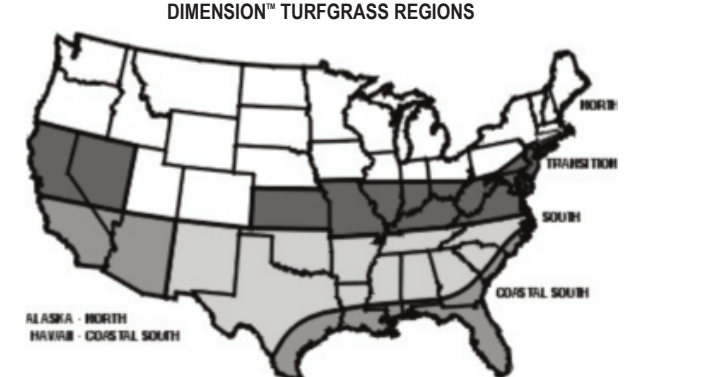 DIMENSION™ TURFGRASS REGIONS
NORTH
TRANSITION
SOUTH
COASTAL SOUTH
ALASKA - NORTH
HAWAII - COASTAL SOUTH